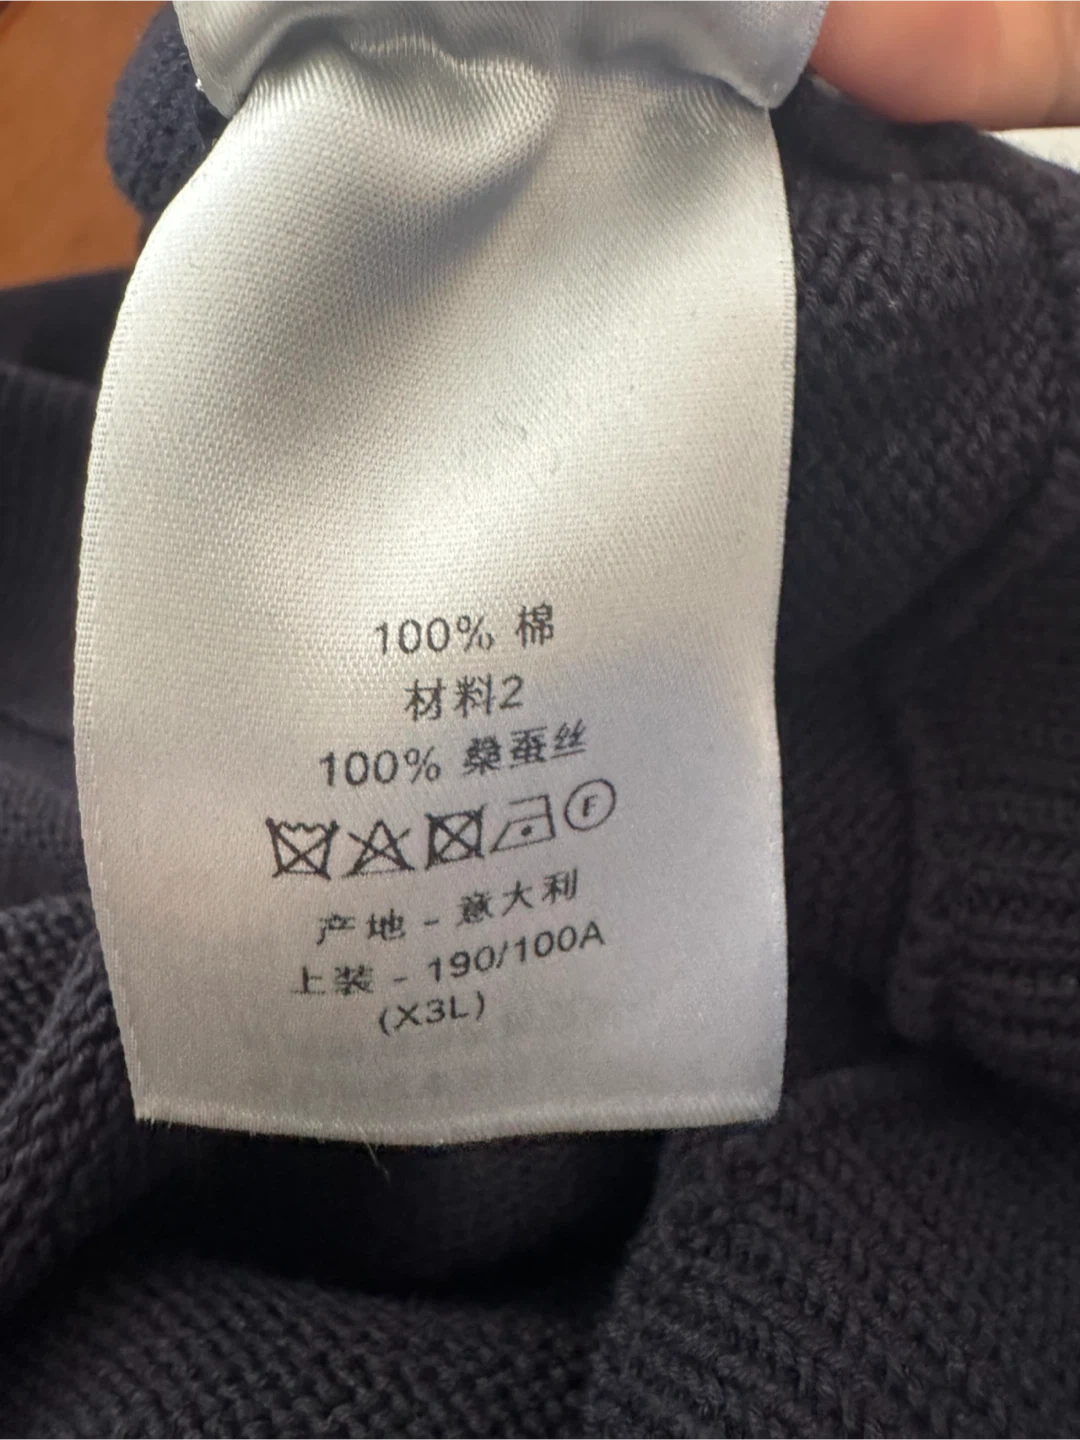 100% 棉
材料2
100% 桑蚕丝
F
产地 - 意大利
上装 - 190/100A
(X3L)